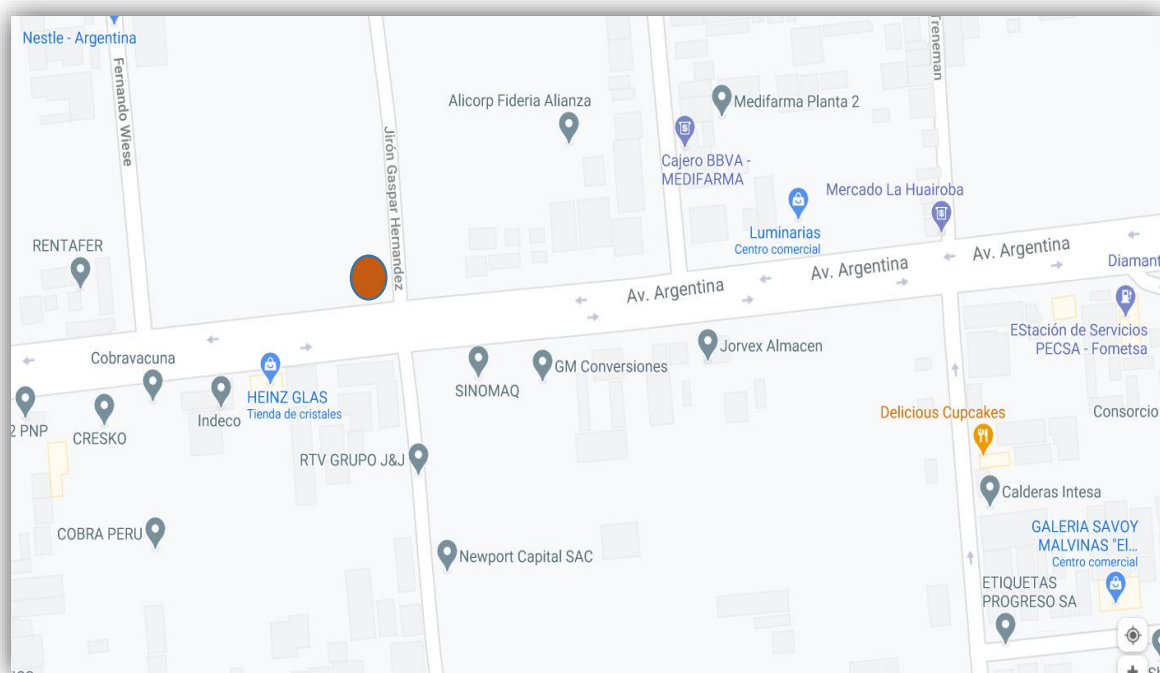 Nestle - Argentina
Fernando Wiese
Jirón Gaspar Hernandez
Alicorp Fideria Alianza
Medifarma Planta 2
Cajero BBVA -
MEDIFARMA
Treneman
Mercado La Huairoba
Luminarias
Centro comercial
RENTAFER
Av. Argentina
Av. Argentina
Av. Argentina
Diamant
EStación de Servicios
PECSA - Fometsa
Cobravacuna
HEINZ GLAS
Tienda de cristales
Indeco
2 PNP
CRESKO
SINOMAQ
GM Conversiones
Jorvex Almacen
Delicious Cupcakes
Consorcio
RTV GRUPO J&J
Calderas Intesa
COBRA PERU
Newport Capital SAC
GALERIA SAVOY
MALVINAS "El...
Centro comercial
ETIQUETAS
PROGRESO SA